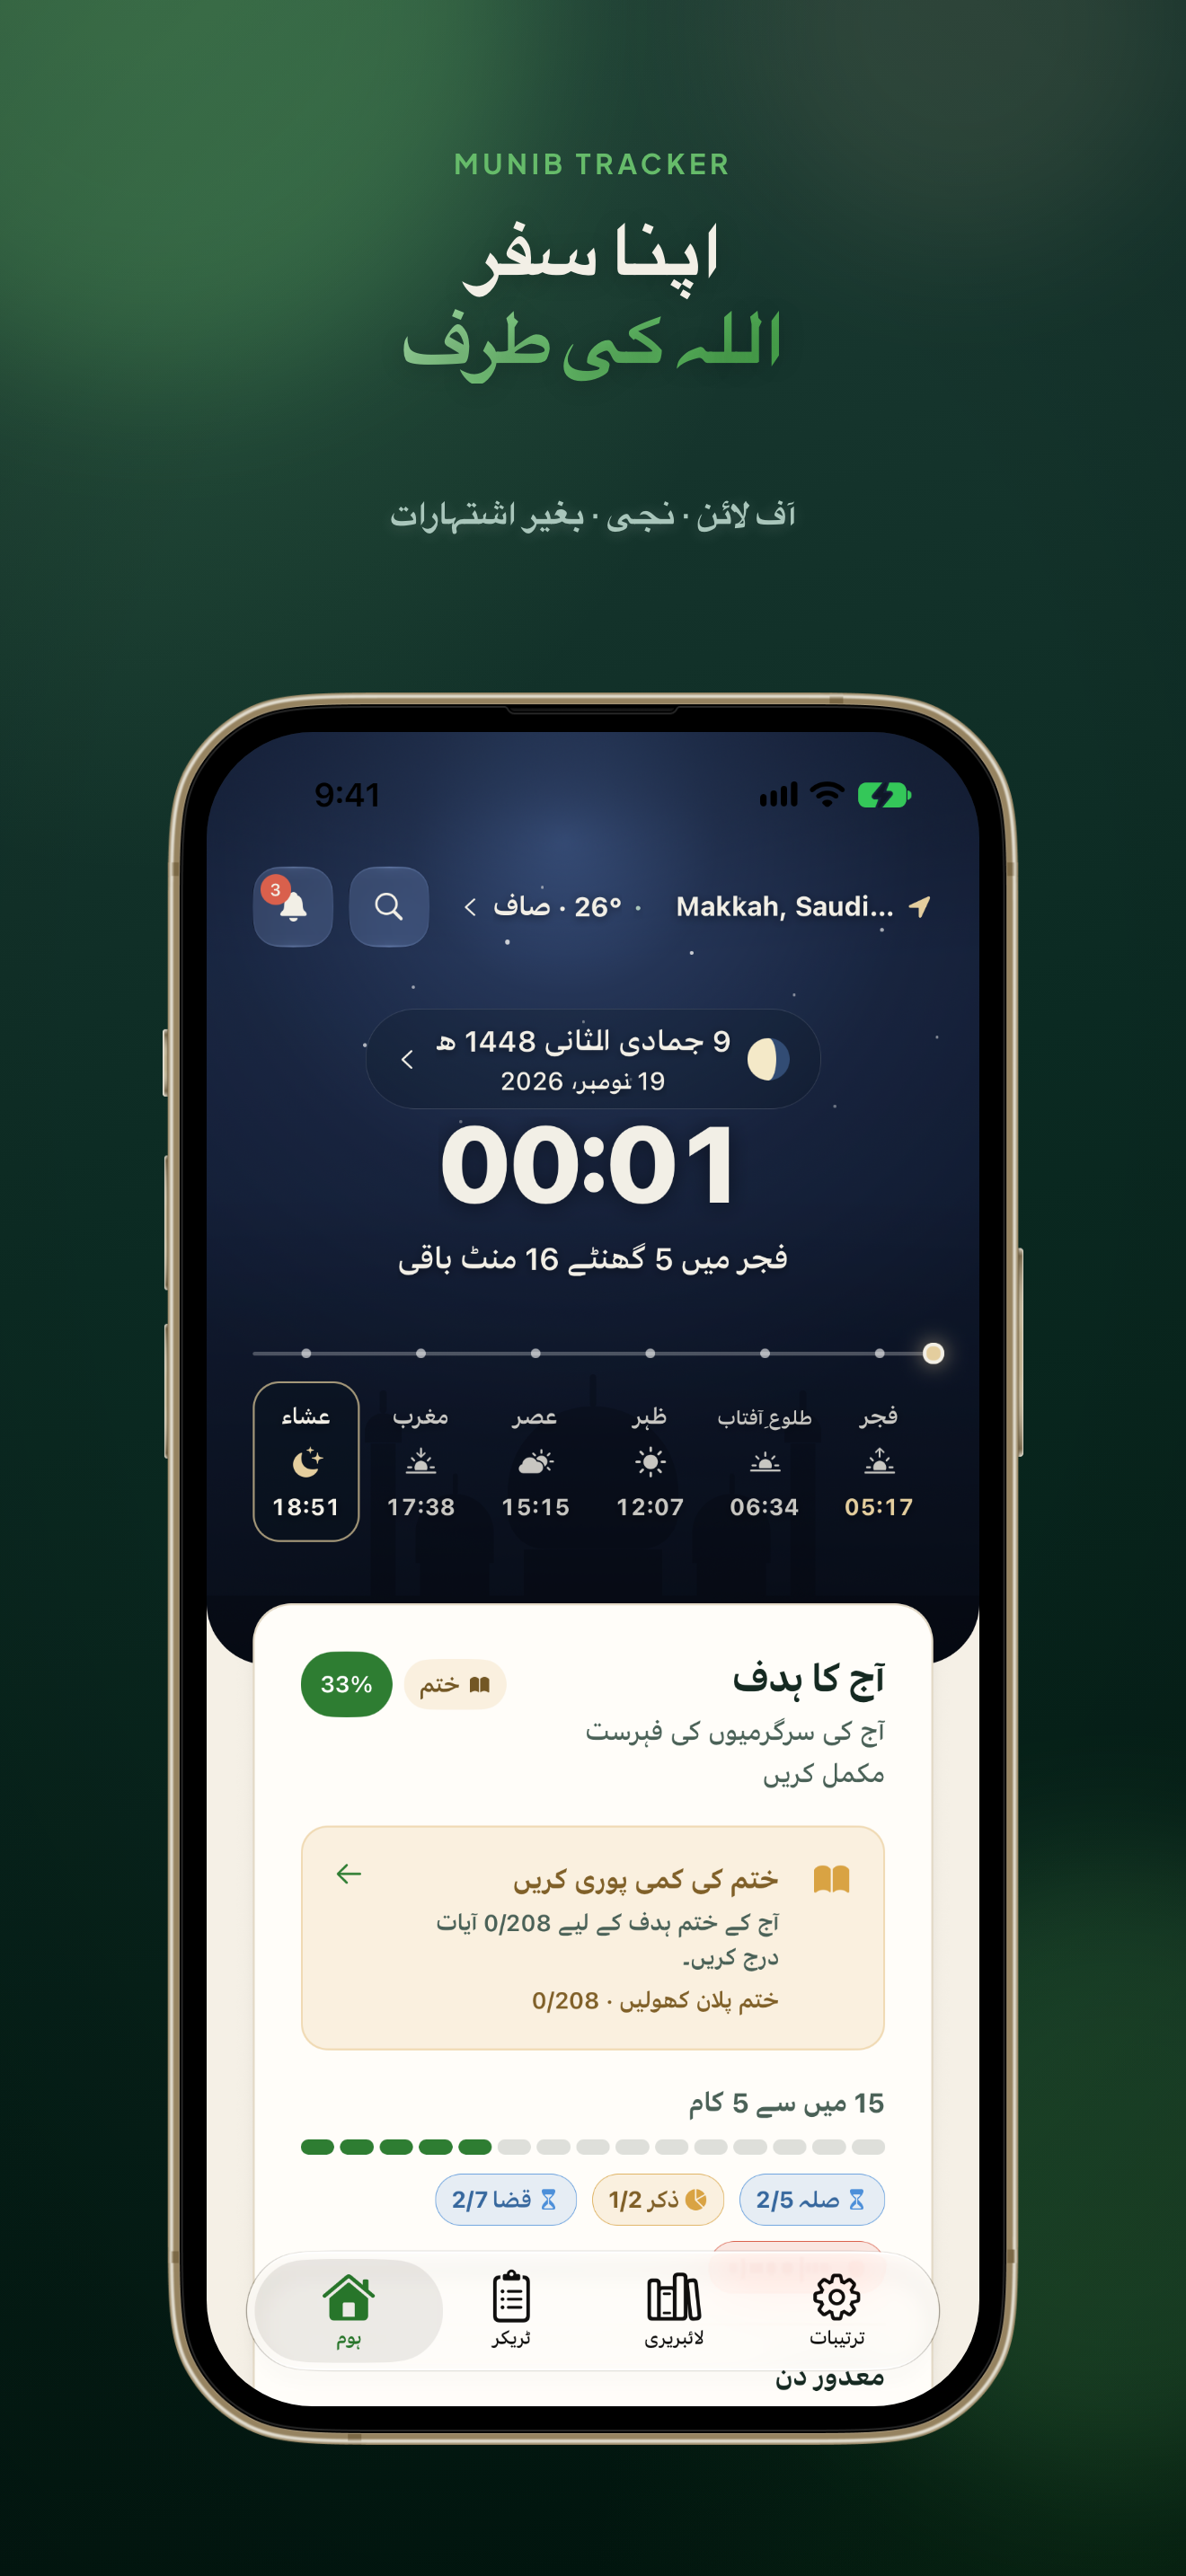 MUNIB TRACKER
اپنا سفر
اللہ کی طرف
آف لائن · نجی · بغیر اشتہارات
9:41
Makkah, Saudi... · 26° · صاف
3
9 جمادی الثانی 1448 ھ
19 نومبر، 2026
00:01
فجر میں 5 گھنٹے 16 منٹ باقی
فجر طلوعِ آفتاب ظہر عصر مغرب عشاء
05:17 06:34 12:07 15:15 17:38 18:51
آج کا ہدف
ختم 33%
آج کی سرگرمیوں کی فہرست
مکمل کریں
ختم کی کمی پوری کریں
آج کے ختم ہدف کے لیے 0/208 آیات
درج کریں۔
ختم پلان کھولیں · 0/208
15 میں سے 5 کام
صلہ 2/5 ذکر 1/2 قضا 2/7
ترتیبات لائبریری ٹریکر ہوم
معذور دن